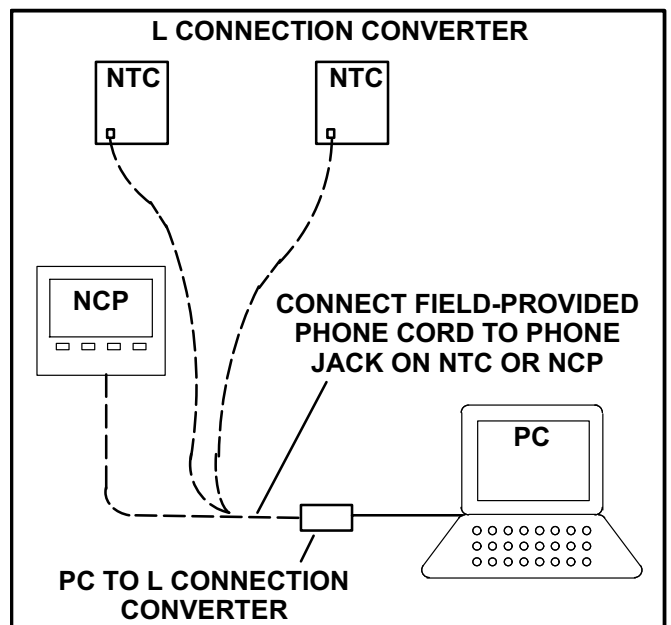 L CONNECTION CONVERTER
NTC
NTC
NCP
CONNECT FIELD-PROVIDED
PHONE CORD TO PHONE
JACK ON NTC OR NCP
PC
PC TO L CONNECTION
CONVERTER